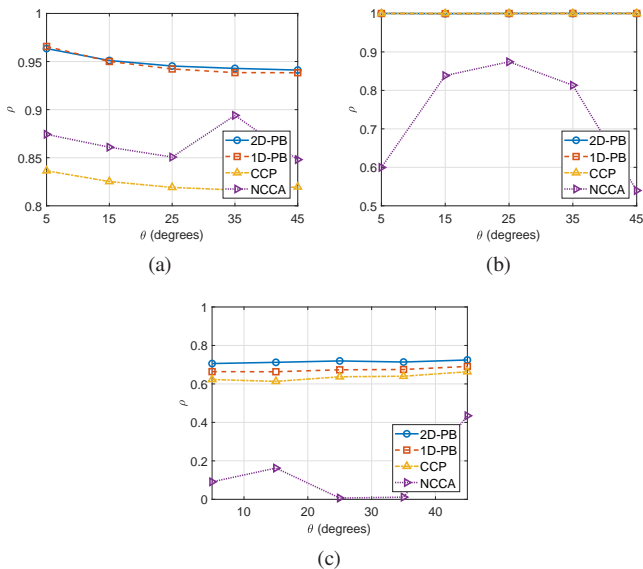 1
0.95
0.9
0.85
0.8
ρ
5
15
25
35
45
θ (degrees)
2D-PB
1D-PB
CCP
NCCA
(a)
1
0.9
0.8
0.7
0.6
0.5
ρ
5
15
25
35
45
θ (degrees)
2D-PB
1D-PB
CCP
NCCA
(b)
1
0.8
0.6
0.4
0.2
0
ρ
10
20
30
40
θ (degrees)
2D-PB
1D-PB
CCP
NCCA
(c)